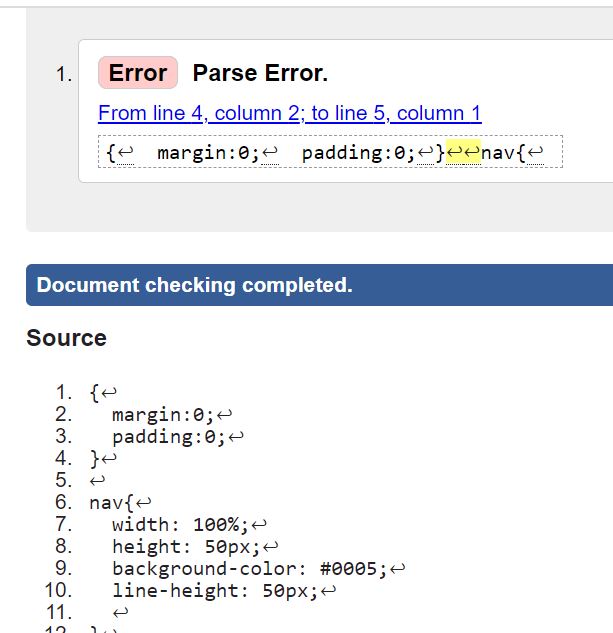 1. Error Parse Error.
From line 4, column 2; to line 5, column 1
{↩ margin:0;↩ padding:0;↩}↩↩nav{↩
Document checking completed.
Source
1. {↩
2. margin:0;↩
3. padding:0;↩
4. }↩
5. ↩
6. nav{↩
7. width: 100%;↩
8. height: 50px;↩
9. background-color: #0005;↩
10. line-height: 50px;↩
11. ↩
12. }↩